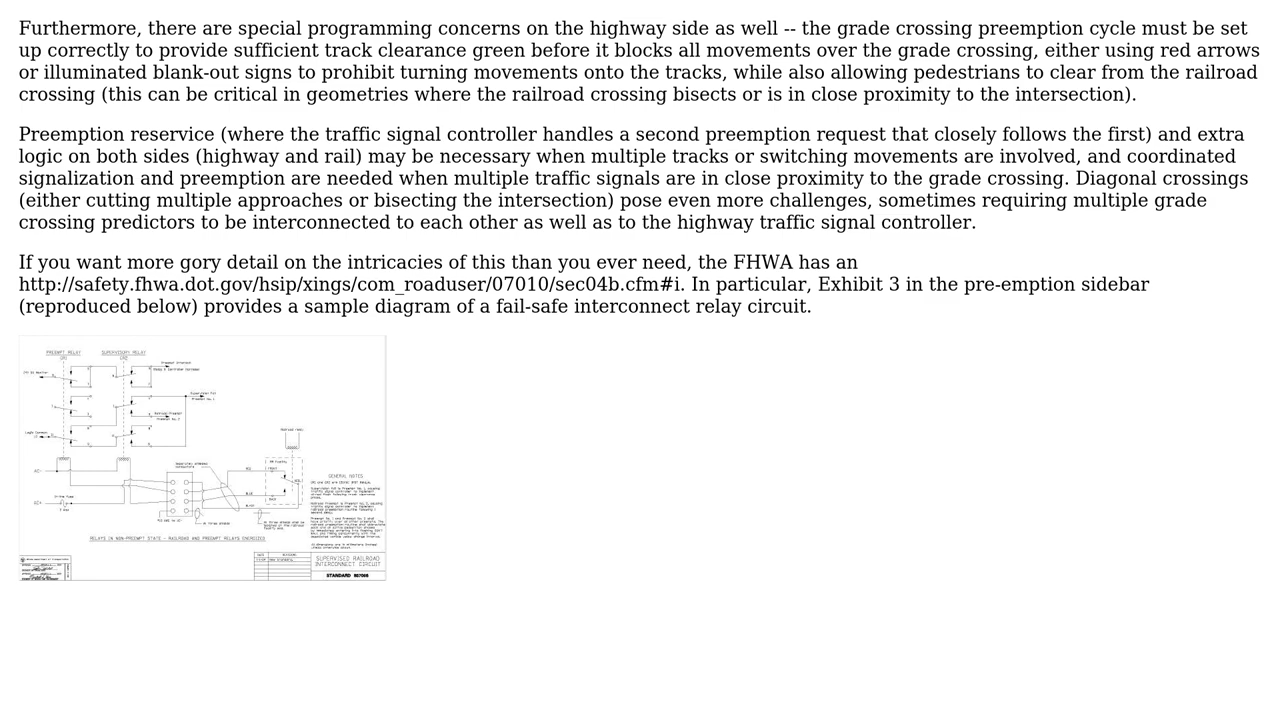 Furthermore, there are special programming concerns on the highway side as well -- the grade crossing preemption cycle must be set
up correctly to provide sufficient track clearance green before it blocks all movements over the grade crossing, either using red arrows
or illuminated blank-out signs to prohibit turning movements onto the tracks, while also allowing pedestrians to clear from the railroad
crossing (this can be critical in geometries where the railroad crossing bisects or is in close proximity to the intersection).
Preemption reservice (where the traffic signal controller handles a second preemption request that closely follows the first) and extra
logic on both sides (highway and rail) may be necessary when multiple tracks or switching movements are involved, and coordinated
signalization and preemption are needed when multiple traffic signals are in close proximity to the grade crossing. Diagonal crossings
(either cutting multiple approaches or bisecting the intersection) pose even more challenges, sometimes requiring multiple grade
crossing predictors to be interconnected to each other as well as to the highway traffic signal controller.
If you want more gory detail on the intricacies of this than you ever need, the FHWA has an
http://safety.fhwa.dot.gov/hsip/xings/com_roaduser/07010/sec04b.cfm#i. In particular, Exhibit 3 in the pre-emption sidebar
(reproduced below) provides a sample diagram of a fail-safe interconnect relay circuit.
PREEMPT RELAY
SUPERVISORY RELAY
GENERAL NOTES
RELAYS IN NON-PREEMPT STATE - RAILROAD AND PREEMPT RELAYS ENERGIZED
SUPERVISED RAILROAD
INTERCONNECT CIRCUIT
STANDARD